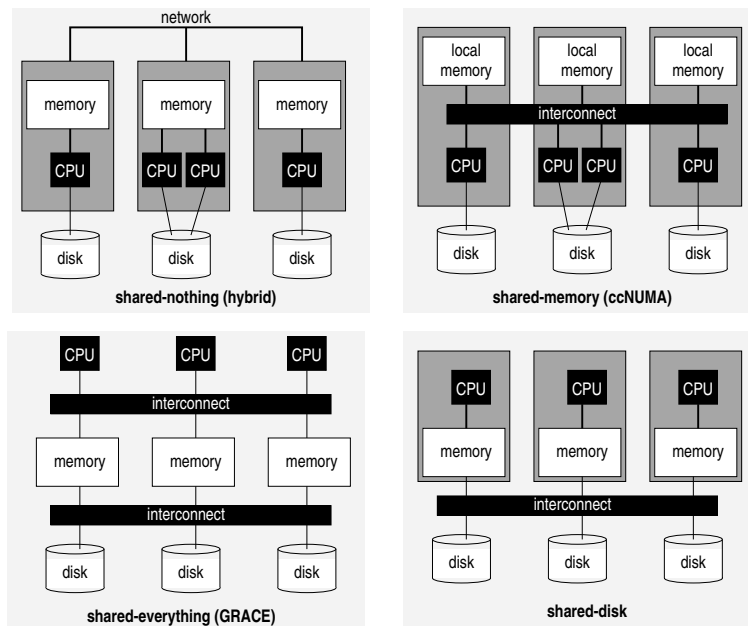 network
memory
memory
memory
CPU
CPU
CPU
CPU
disk
disk
disk
shared-nothing (hybrid)
local
memory
local
memory
local
memory
interconnect
CPU
CPU
CPU
CPU
disk
disk
disk
shared-memory (ccNUMA)
CPU
CPU
CPU
interconnect
memory
memory
memory
interconnect
disk
disk
disk
shared-everything (GRACE)
CPU
CPU
CPU
memory
memory
memory
interconnect
disk
disk
disk
shared-disk